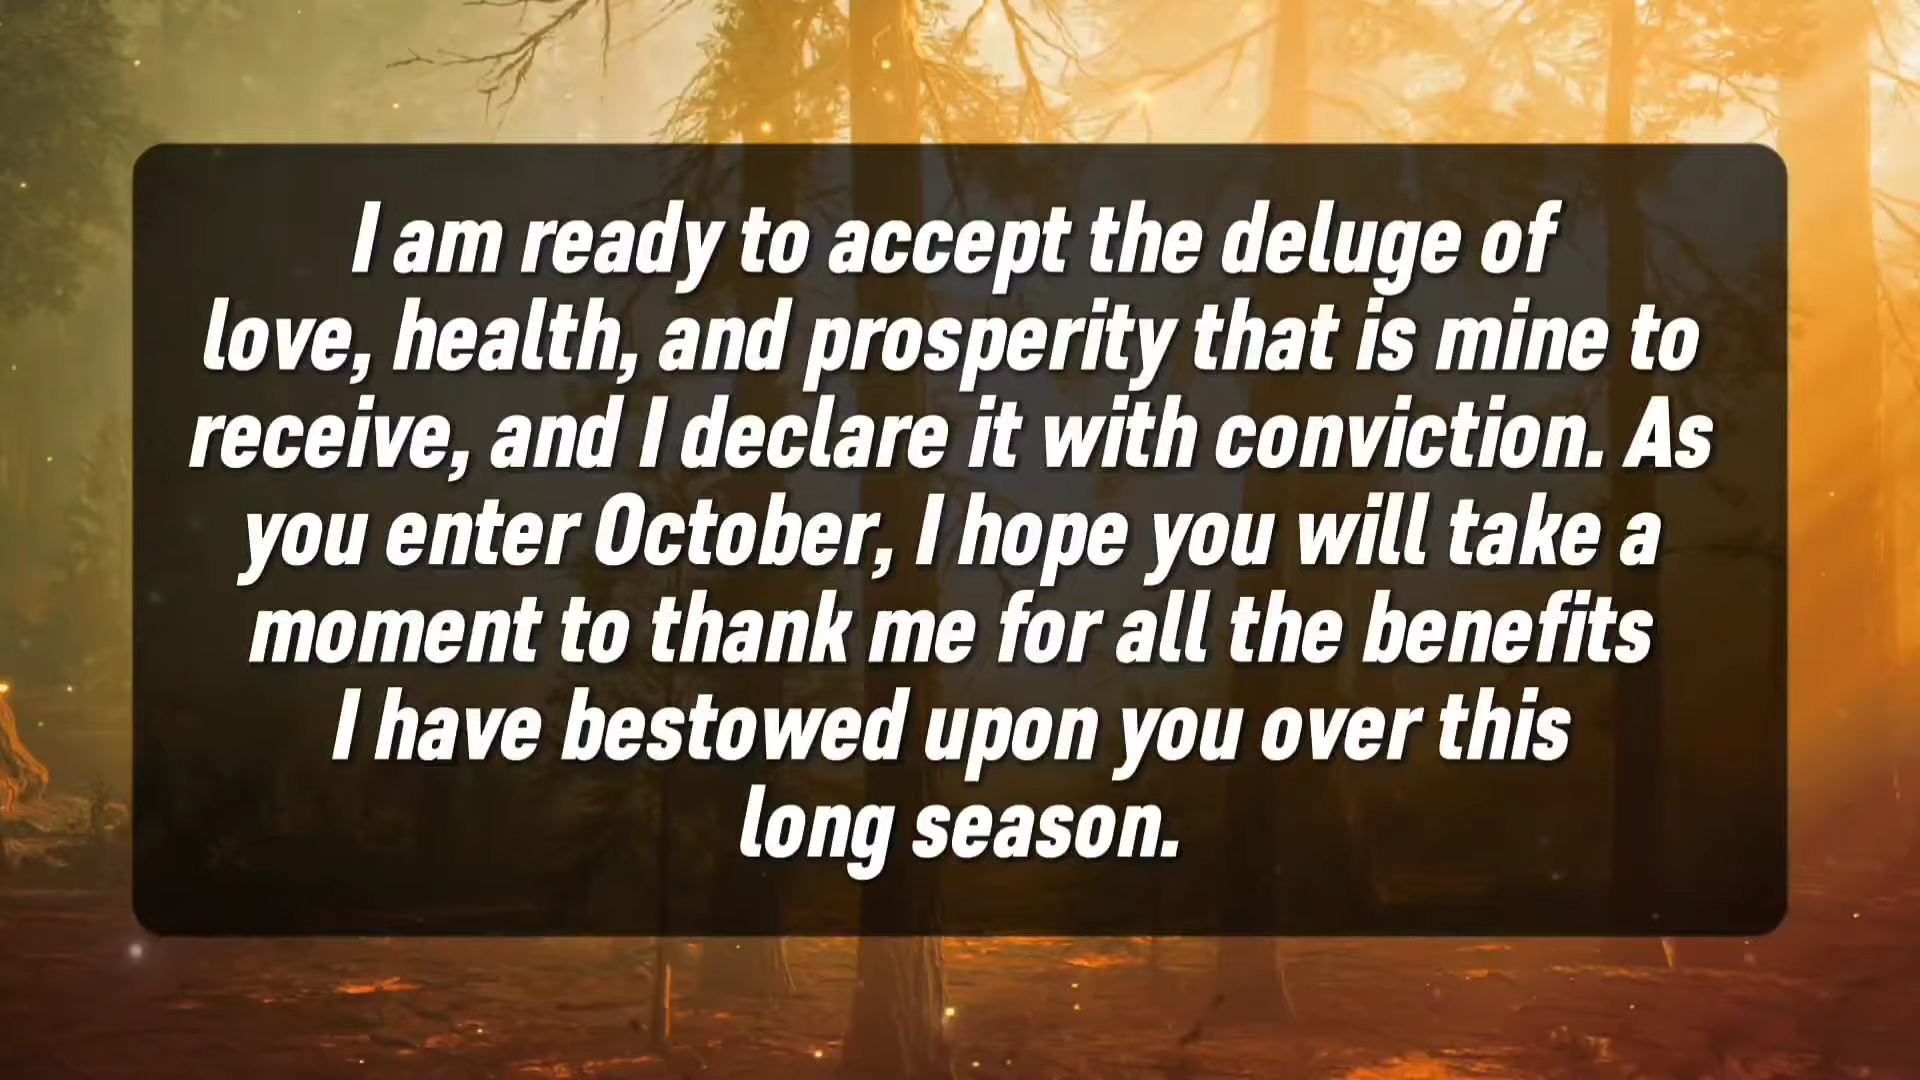 I am ready to accept the deluge of
love, health, and prosperity that is mine to
receive, and I declare it with conviction. As
you enter October, I hope you will take a
moment to thank me for all the benefits
I have bestowed upon you over this
long season.